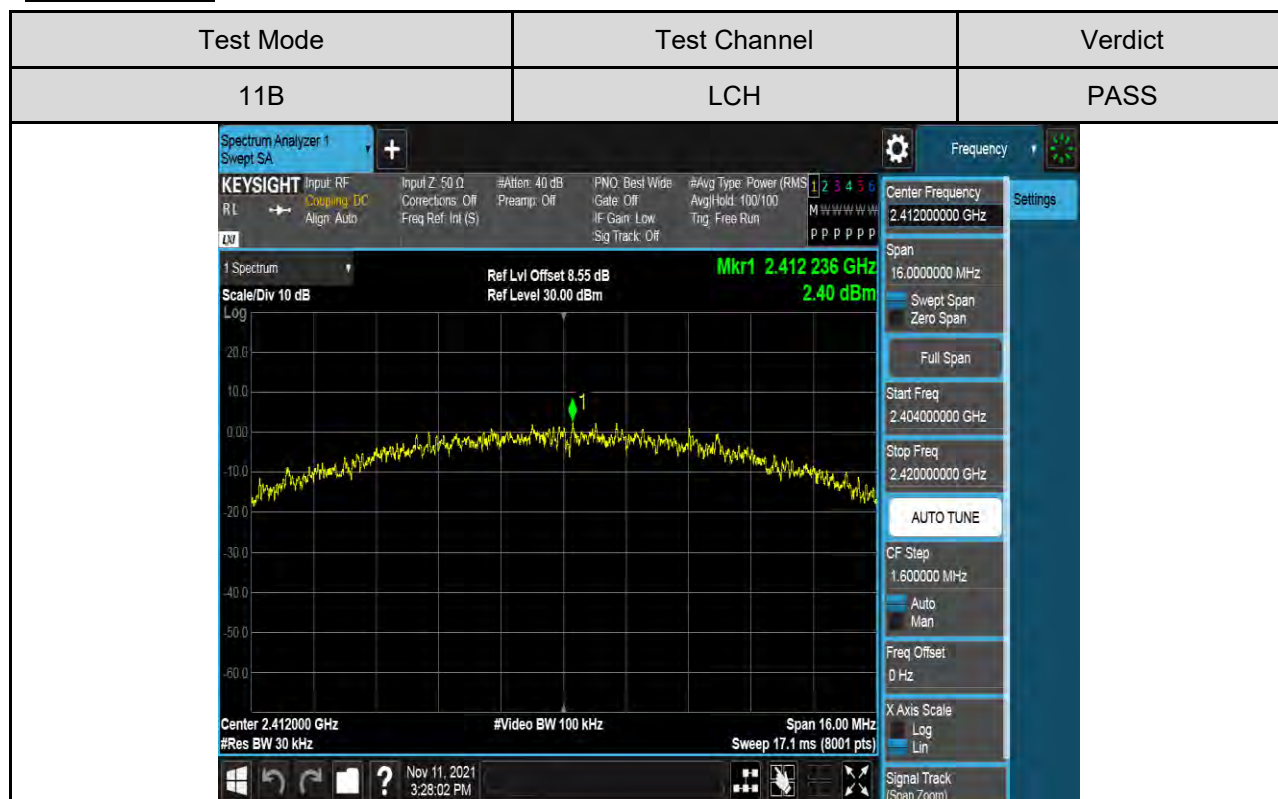 Test Mode Test Channel Verdict
11B LCH PASS
Spectrum Analyzer 1
Swept SA
+
Frequency
KEYSIGHT Input: RF Input Z: 50 Ω #Atten: 40 dB PNO: Best Wide #Avg Type: Power (RMS 1 2 3 4 5 6
RL Coupling: DC Corrections: Off Preamp: Off Gate: Off Avg|Hold: 100/100 M W W W W W
Align: Auto Freq Ref: Int (S) IF Gain: Low Trig: Free Run
LXI Sig Track: Off P P P P P P
1 Spectrum Ref Lvl Offset 8.55 dB Mkr1 2.412 236 GHz
Scale/Div 10 dB Ref Level 30.00 dBm 2.40 dBm
Log
20.0
10.0
1
0.00
-10.0
-20.0
-30.0
-40.0
-50.0
-60.0
Center 2.412000 GHz #Video BW 100 kHz Span 16.00 MHz
#Res BW 30 kHz Sweep 17.1 ms (8001 pts)
Center Frequency
2.412000000 GHz
Settings
Span
16.0000000 MHz
Swept Span
Zero Span
Full Span
Start Freq
2.404000000 GHz
Stop Freq
2.420000000 GHz
AUTO TUNE
CF Step
1.600000 MHz
Auto
Man
Freq Offset
0 Hz
X Axis Scale
Log
Lin
Signal Track
(Span Zoom)
? Nov 11, 2021
3:28:02 PM